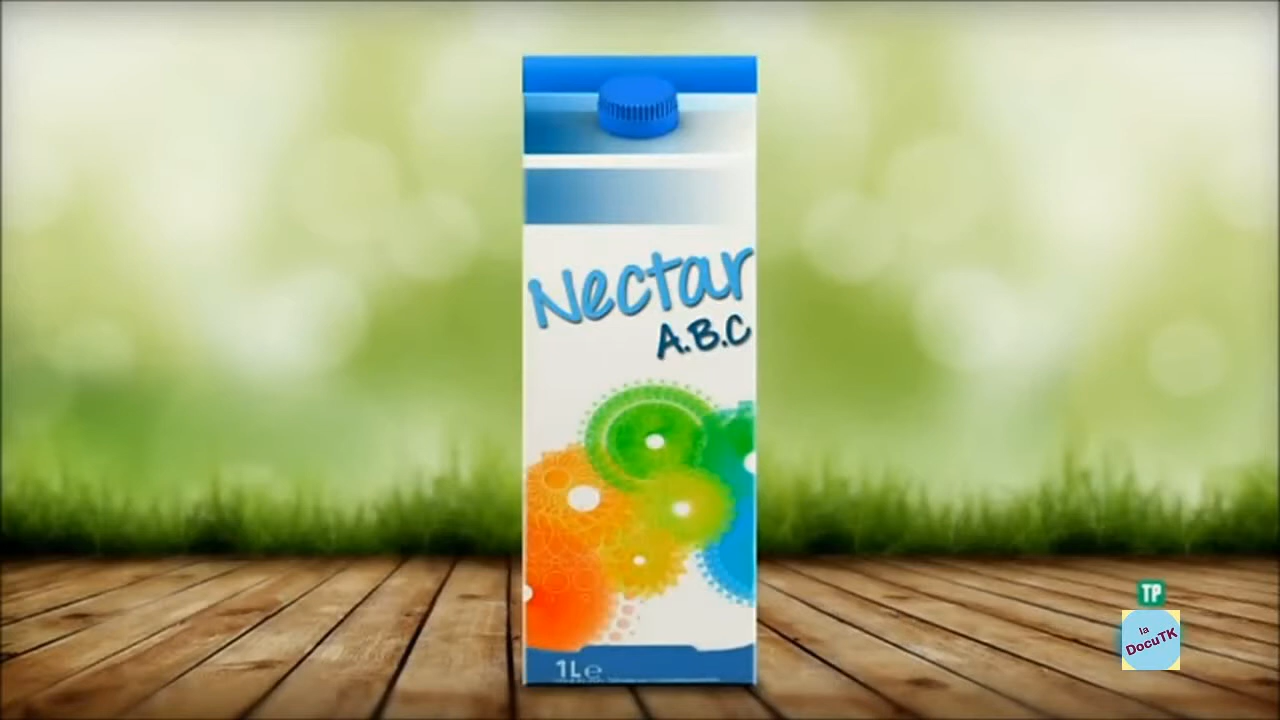 Nectar
A.B.C
1L℮
TP
la
DocuTK